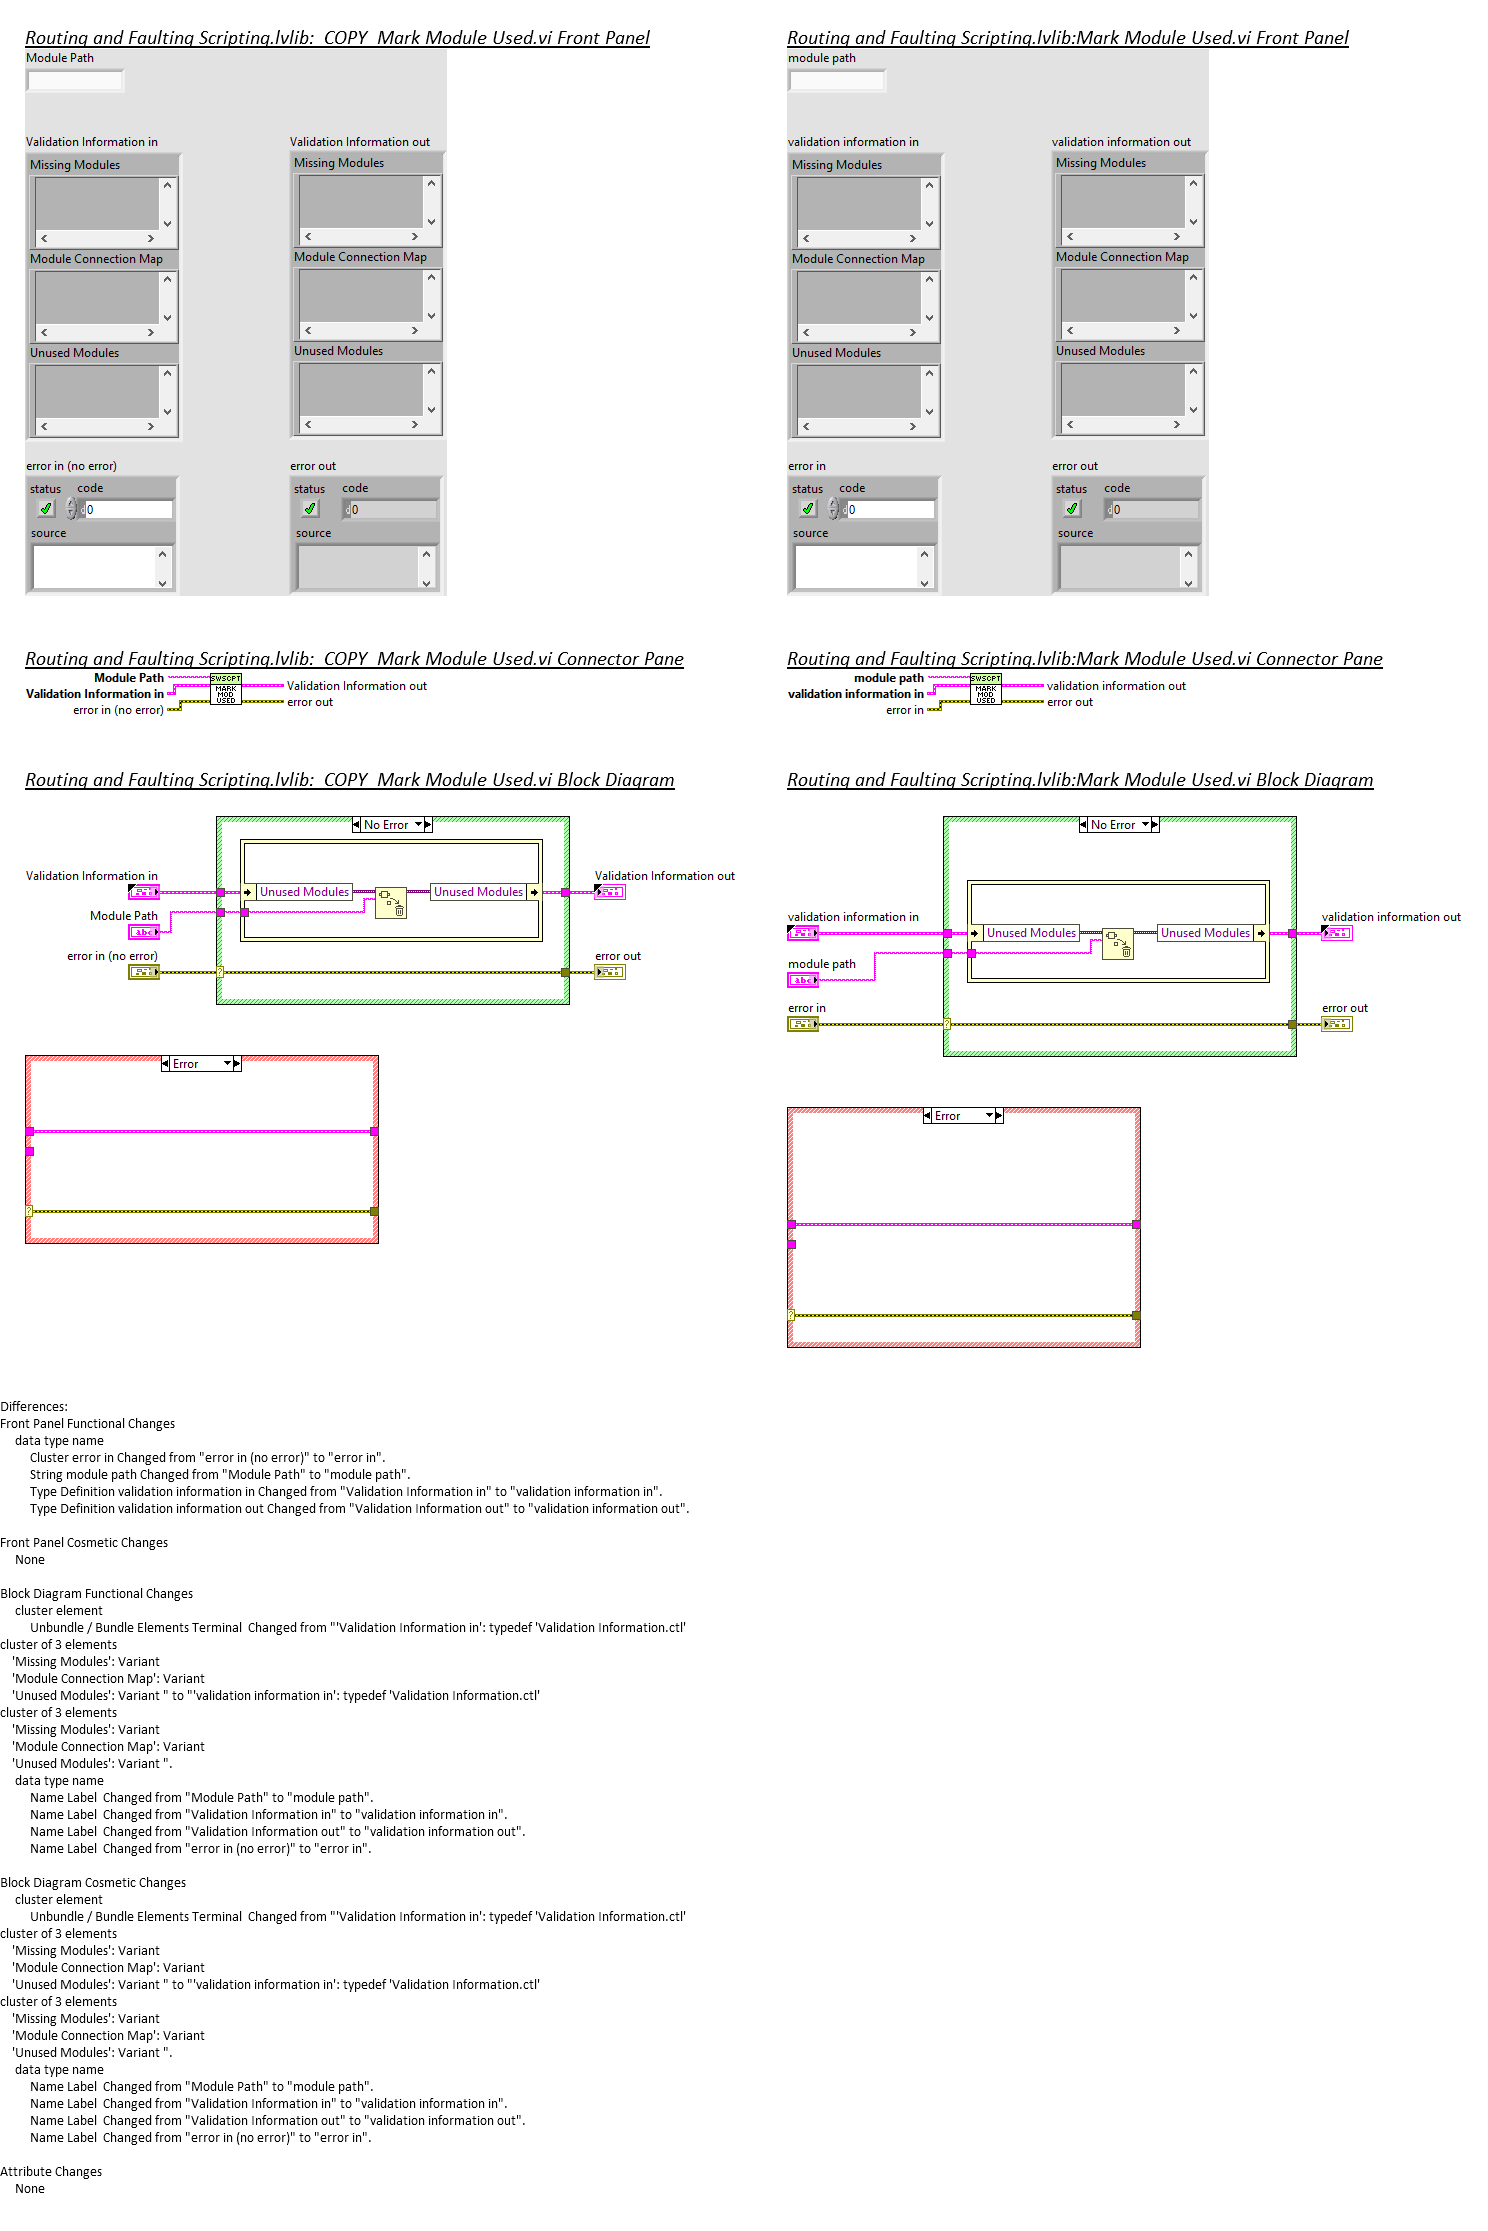 Routing and Faulting Scripting.lvlib:_COPY_Mark Module Used.vi Front Panel
Module Path
Validation Information in
Validation Information out
Missing Modules
Missing Modules
Module Connection Map
Module Connection Map
Unused Modules
Unused Modules
error in (no error)
error out
status
code
status
code
d
0
d
0
source
source
Routing and Faulting Scripting.lvlib:Mark Module Used.vi Front Panel
module path
validation information in
validation information out
Missing Modules
Missing Modules
Module Connection Map
Module Connection Map
Unused Modules
Unused Modules
error in
error out
status
code
status
code
d
0
d
0
source
source
Routing and Faulting Scripting.lvlib:_COPY_Mark Module Used.vi Connector Pane
Module Path
Validation Information in
error in (no error)
SWSCPT
MARK
MOD
USED
Validation Information out
error out
Routing and Faulting Scripting.lvlib:Mark Module Used.vi Connector Pane
module path
validation information in
error in
SWSCPT
MARK
MOD
USED
validation information out
error out
Routing and Faulting Scripting.lvlib:_COPY_Mark Module Used.vi Block Diagram
No Error
Validation Information in
Validation Information out
Unused Modules
Unused Modules
Module Path
abc
error in (no error)
error out
?
Error
?
Routing and Faulting Scripting.lvlib:Mark Module Used.vi Block Diagram
No Error
validation information in
validation information out
Unused Modules
Unused Modules
module path
abc
error in
error out
?
Error
?
Differences:
Front Panel Functional Changes
data type name
Cluster error in Changed from "error in (no error)" to "error in".
String module path Changed from "Module Path" to "module path".
Type Definition validation information in Changed from "Validation Information in" to "validation information in".
Type Definition validation information out Changed from "Validation Information out" to "validation information out".
Front Panel Cosmetic Changes
None
Block Diagram Functional Changes
cluster element
Unbundle / Bundle Elements Terminal  Changed from "'Validation Information in': typedef 'Validation Information.ctl'
cluster of 3 elements
'Missing Modules': Variant
'Module Connection Map': Variant
'Unused Modules': Variant " to "'validation information in': typedef 'Validation Information.ctl'
cluster of 3 elements
'Missing Modules': Variant
'Module Connection Map': Variant
'Unused Modules': Variant ".
data type name
Name Label  Changed from "Module Path" to "module path".
Name Label  Changed from "Validation Information in" to "validation information in".
Name Label  Changed from "Validation Information out" to "validation information out".
Name Label  Changed from "error in (no error)" to "error in".
Block Diagram Cosmetic Changes
cluster element
Unbundle / Bundle Elements Terminal  Changed from "'Validation Information in': typedef 'Validation Information.ctl'
cluster of 3 elements
'Missing Modules': Variant
'Module Connection Map': Variant
'Unused Modules': Variant " to "'validation information in': typedef 'Validation Information.ctl'
cluster of 3 elements
'Missing Modules': Variant
'Module Connection Map': Variant
'Unused Modules': Variant ".
data type name
Name Label  Changed from "Module Path" to "module path".
Name Label  Changed from "Validation Information in" to "validation information in".
Name Label  Changed from "Validation Information out" to "validation information out".
Name Label  Changed from "error in (no error)" to "error in".
Attribute Changes
None